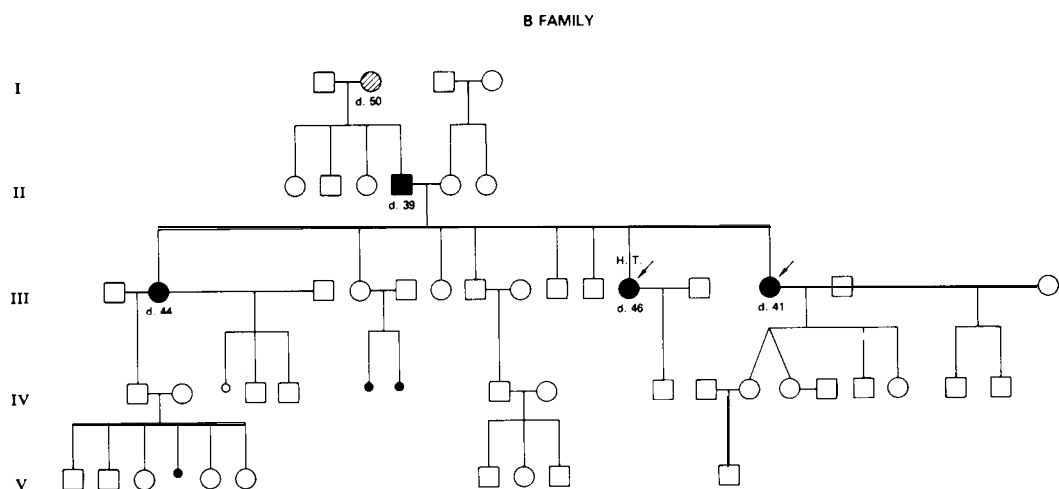 B FAMILY
I
d. 50
II
d. 39
H. T.
III
d. 44
d. 46
d. 41
IV
V